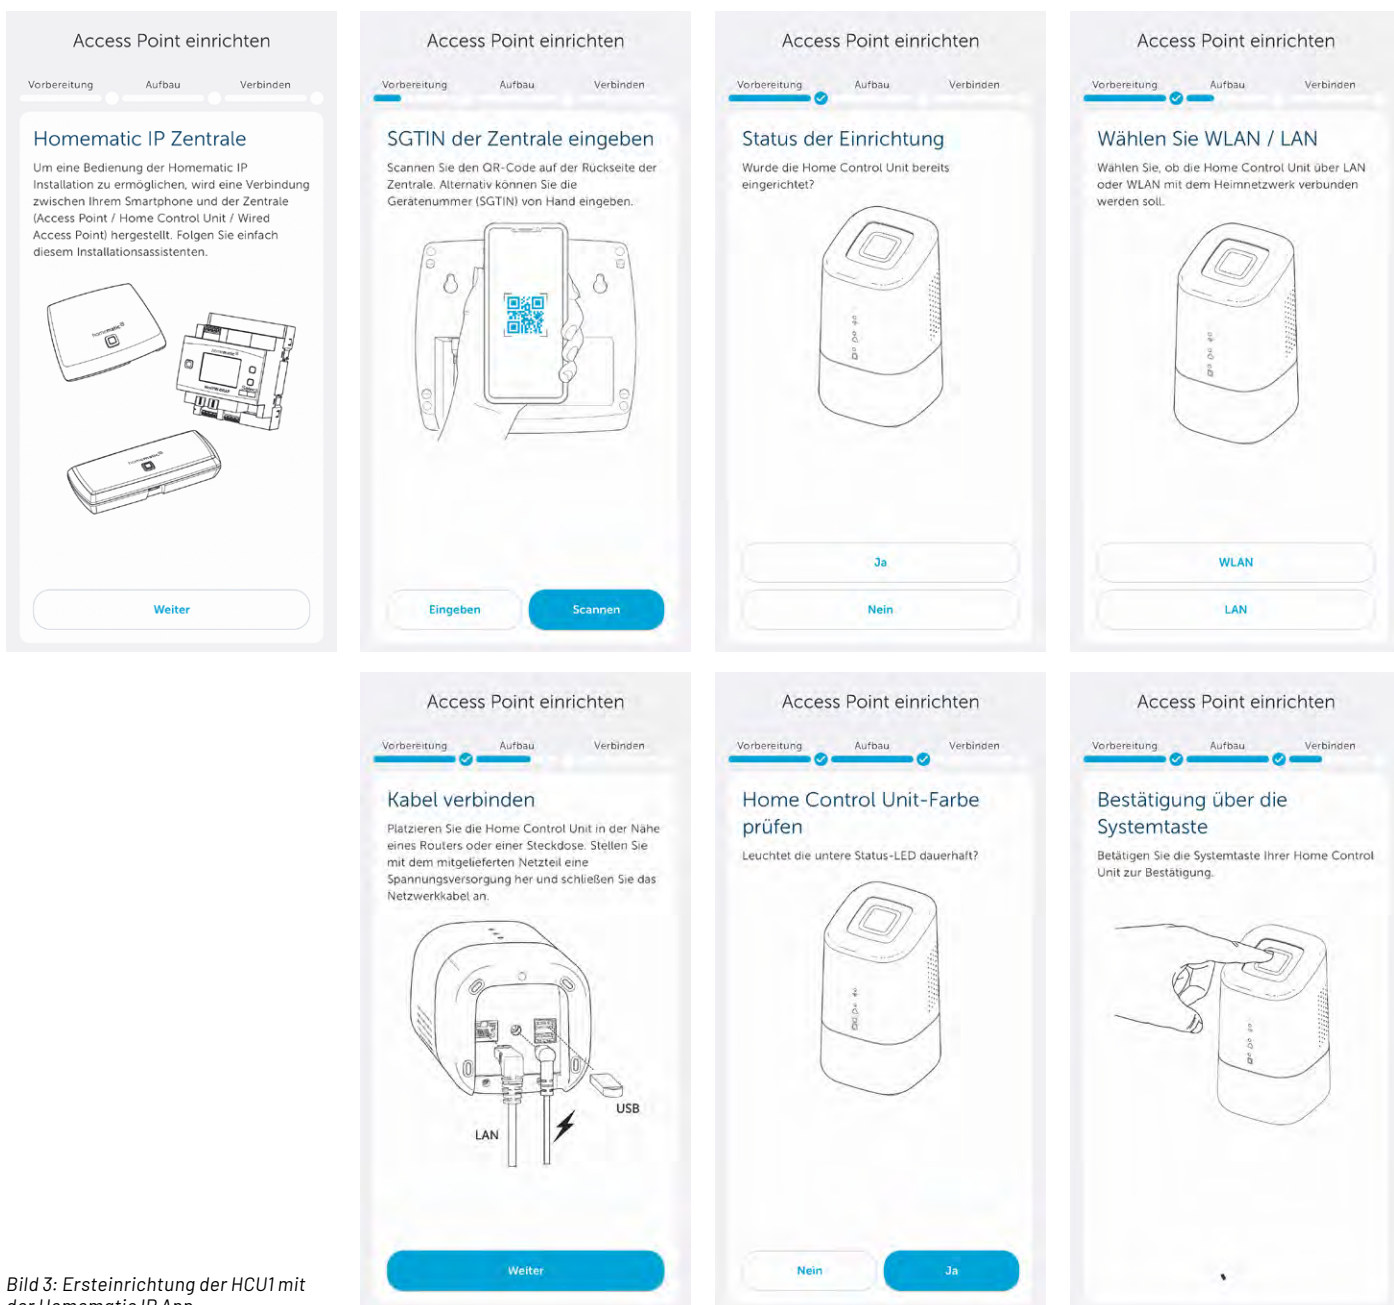 Access Point einrichten
Vorbereitung Aufbau Verbinden
Homematic IP Zentrale
Um eine Bedienung der Homematic IP
Installation zu ermöglichen, wird eine Verbindung
zwischen Ihrem Smartphone und der Zentrale
(Access Point / Home Control Unit / Wired
Access Point) hergestellt. Folgen Sie einfach
diesem Installationsassistenten.
homematic
homematic
homematic
Weiter
Access Point einrichten
Vorbereitung Aufbau Verbinden
SGTIN der Zentrale eingeben
Scannen Sie den QR-Code auf der Rückseite der
Zentrale. Alternativ können Sie die
Gerätenummer (SGTIN) von Hand eingeben.
Eingeben
Scannen
Access Point einrichten
Vorbereitung Aufbau Verbinden
Status der Einrichtung
Wurde die Home Control Unit bereits
eingerichtet?
Ja
Nein
Access Point einrichten
Vorbereitung Aufbau Verbinden
Wählen Sie WLAN / LAN
Wählen Sie, ob die Home Control Unit über LAN
oder WLAN mit dem Heimnetzwerk verbunden
werden soll.
WLAN
LAN
Access Point einrichten
Vorbereitung Aufbau Verbinden
Kabel verbinden
Platzieren Sie die Home Control Unit in der Nähe
eines Routers oder einer Steckdose. Stellen Sie
mit dem mitgelieferten Netzteil eine
Spannungsversorgung her und schließen Sie das
Netzwerkkabel an.
USB
LAN
Weiter
Access Point einrichten
Vorbereitung Aufbau Verbinden
Home Control Unit-Farbe
prüfen
Leuchtet die untere Status-LED dauerhaft?
Nein
Ja
Access Point einrichten
Vorbereitung Aufbau Verbinden
Bestätigung über die
Systemtaste
Betätigen Sie die Systemtaste Ihrer Home Control
Unit zur Bestätigung.
Bild 3: Ersteinrichtung der HCU1 mit
der Homematic IP App